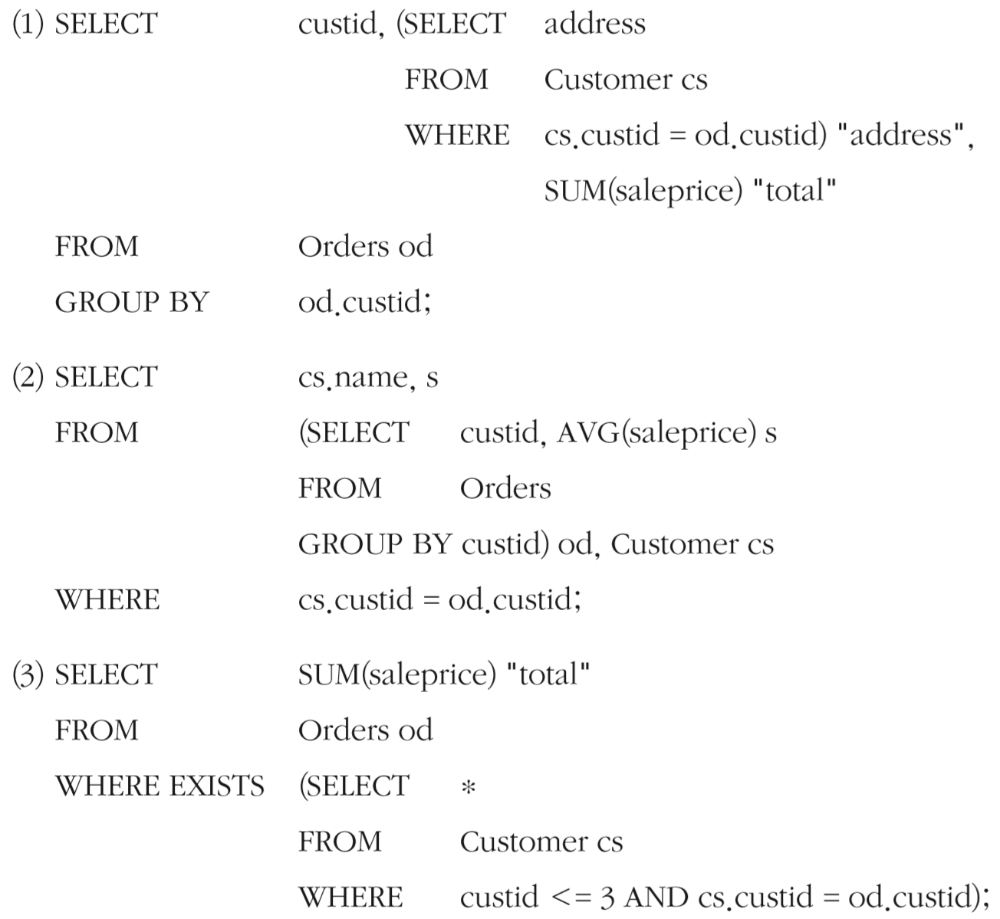 (1) SELECT custid, (SELECT address
FROM Customer cs
WHERE cs.custid = od.custid) "address",
SUM(saleprice) "total"
FROM Orders od
GROUP BY od.custid;
(2) SELECT cs.name, s
FROM (SELECT custid, AVG(saleprice) s
FROM Orders
GROUP BY custid) od, Customer cs
WHERE cs.custid = od.custid;
(3) SELECT SUM(saleprice) "total"
FROM Orders od
WHERE EXISTS (SELECT *
FROM Customer cs
WHERE custid <= 3 AND cs.custid = od.custid);